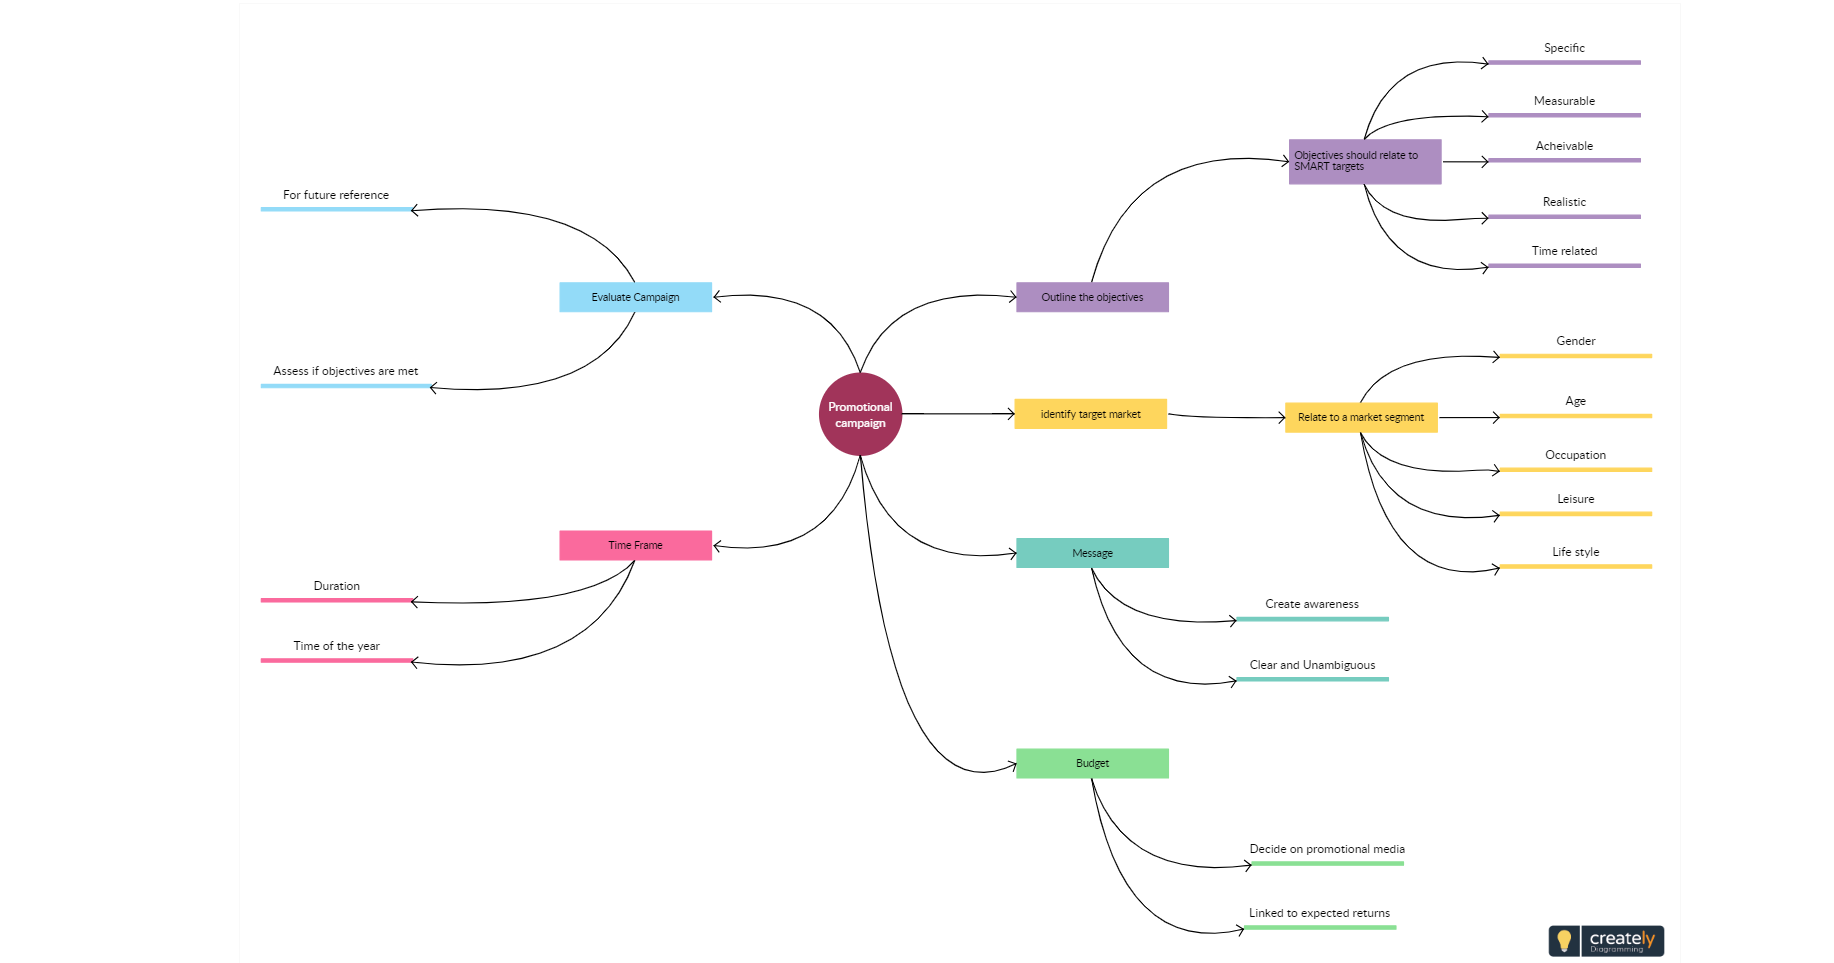 Specific
Measurable
Objectives should relate to
SMART targets
Acheivable
Realistic
Time related
For future reference
Evaluate Campaign
Outline the objectives
Assess if objectives are met
Gender
Promotional
campaign
identify target market
Relate to a market segment
Age
Occupation
Leisure
Life style
Time Frame
Message
Duration
Create awareness
Time of the year
Clear and Unambiguous
Budget
Decide on promotional media
Linked to expected returns
creately
Diagramming